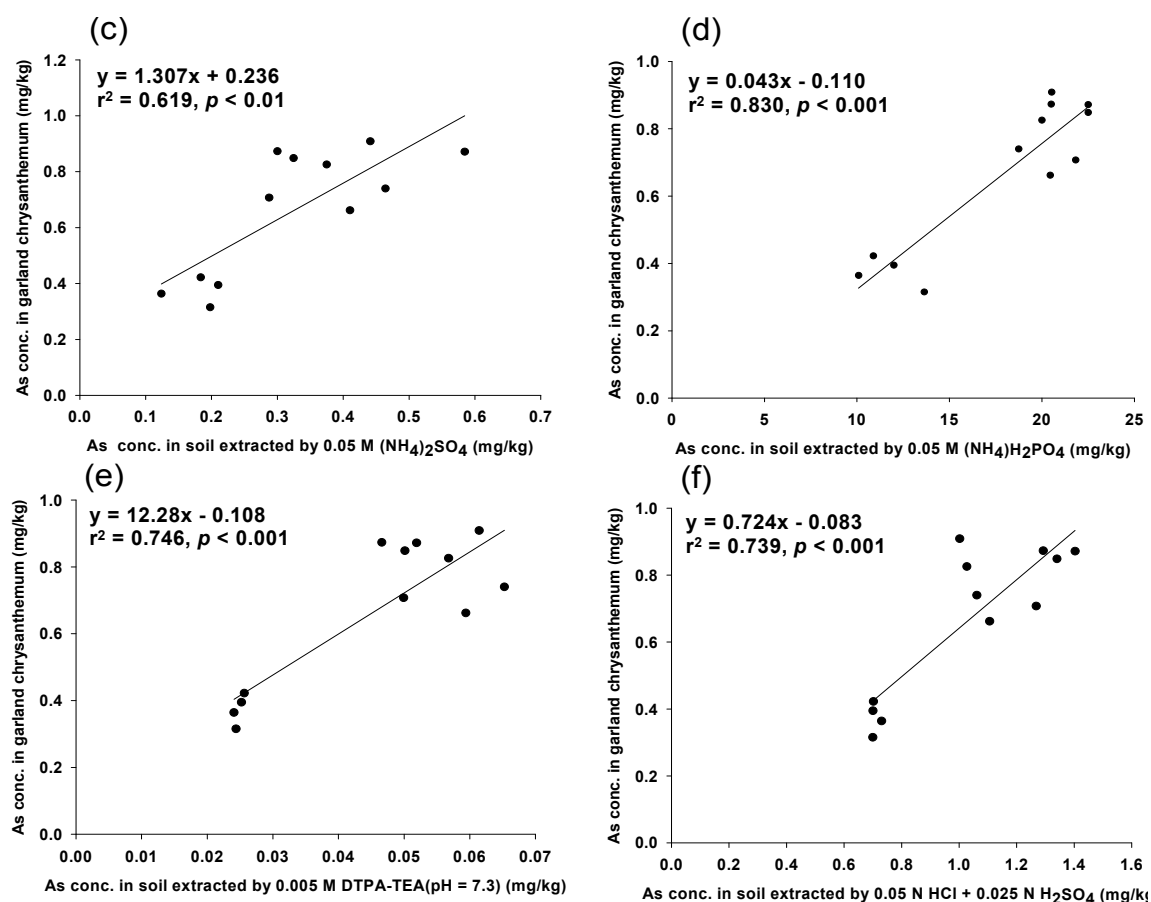 (c)
y = 1.307x + 0.236
r² = 0.619, p < 0.01
As conc. in garland chrysanthemum (mg/kg)
1.2
1.0
0.8
0.6
0.4
0.2
0.0
0.0 0.1 0.2 0.3 0.4 0.5 0.6 0.7
As conc. in soil extracted by 0.05 M (NH₄)₂SO₄ (mg/kg)
(d)
y = 0.043x - 0.110
r² = 0.830, p < 0.001
As conc. in garland chrysanthemum (mg/kg)
1.0
0.8
0.6
0.4
0.2
0.0
0 5 10 15 20 25
As conc. in soil extracted by 0.05 M (NH₄)H₂PO₄ (mg/kg)
(e)
y = 12.28x - 0.108
r² = 0.746, p < 0.001
As conc. in garland chrysanthemum (mg/kg)
1.0
0.8
0.6
0.4
0.2
0.0
0.00 0.01 0.02 0.03 0.04 0.05 0.06 0.07
As conc. in soil extracted by 0.005 M DTPA-TEA(pH = 7.3) (mg/kg)
(f)
y = 0.724x - 0.083
r² = 0.739, p < 0.001
As conc. in garland chrysanthemum (mg/kg)
1.0
0.8
0.6
0.4
0.2
0.0
0.0 0.2 0.4 0.6 0.8 1.0 1.2 1.4 1.6
As conc. in soil extracted by 0.05 N HCl + 0.025 N H₂SO₄ (mg/kg